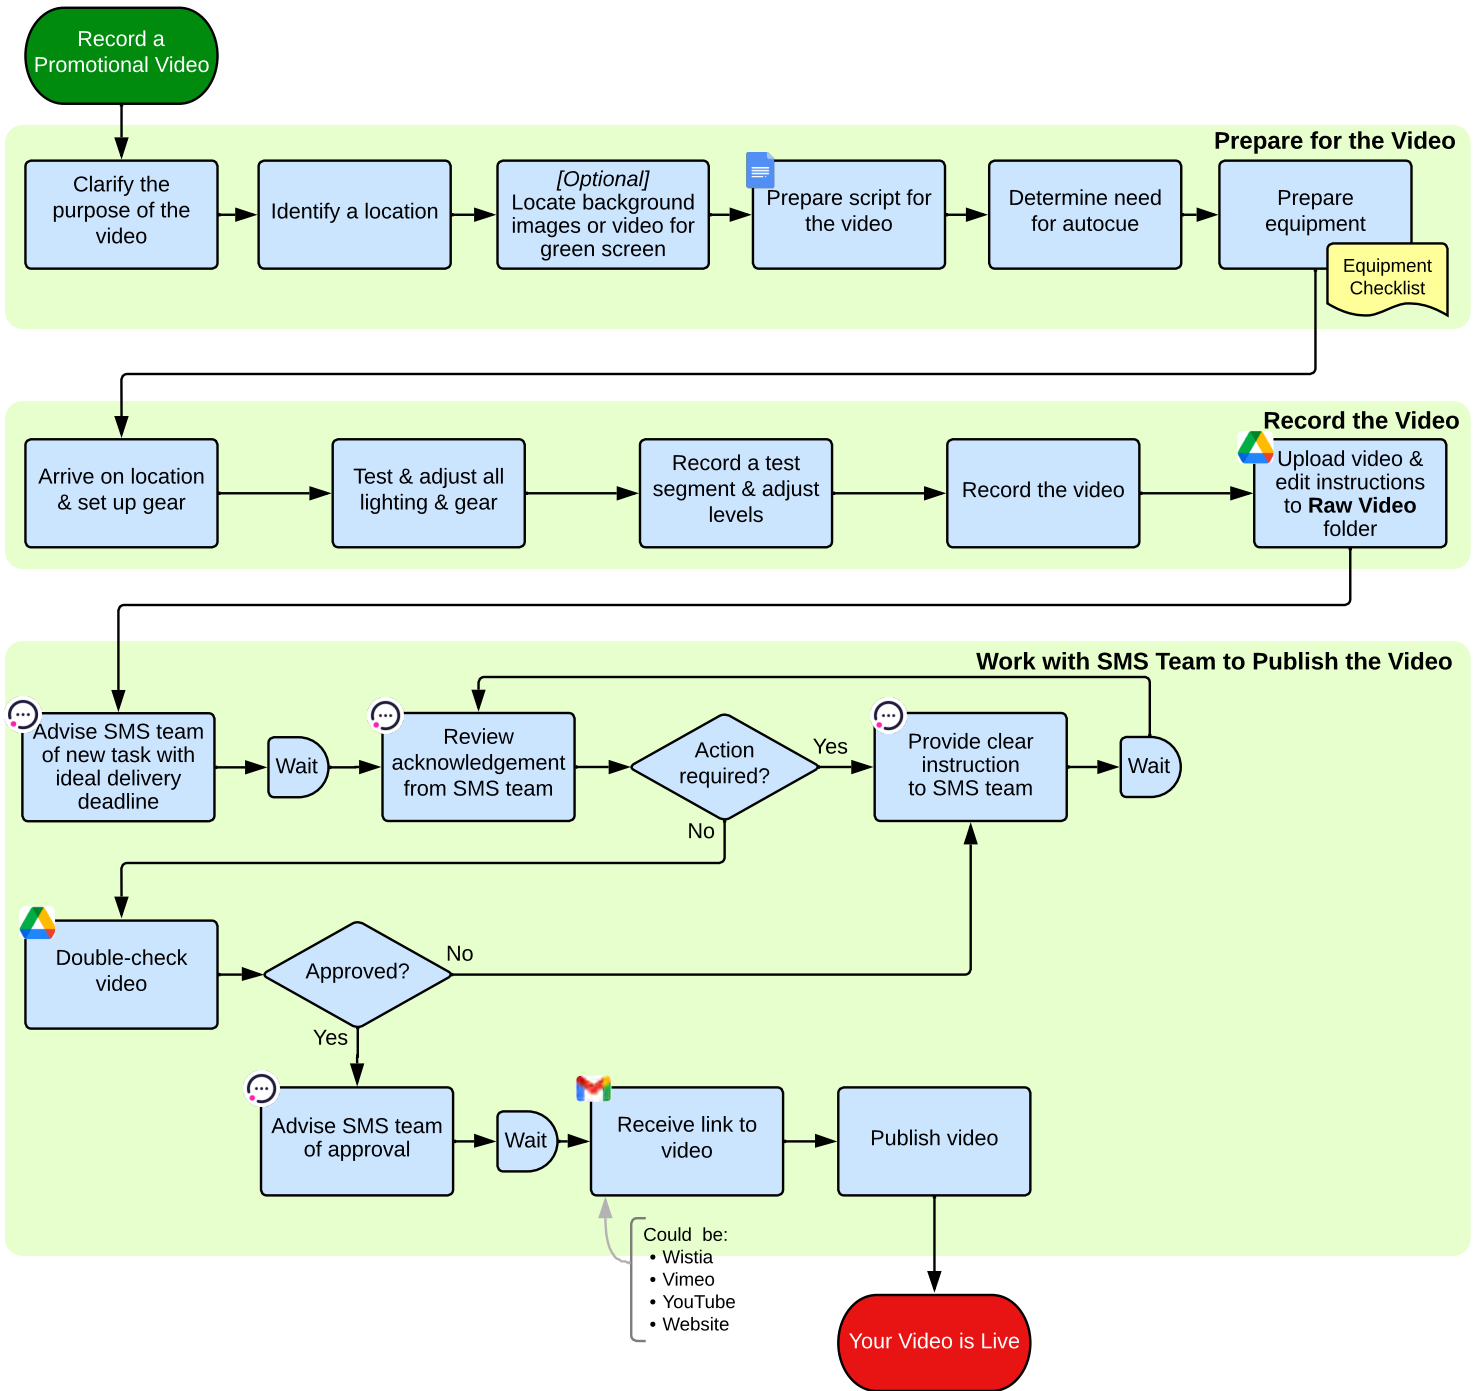 Record a
Promotional Video
Prepare for the Video
Clarify the
purpose of the
video
Identify a location
[Optional]
Locate background
images or video for
green screen
Prepare script for
the video
Determine need
for autocue
Prepare
equipment
Equipment
Checklist
Record the Video
Arrive on location
& set up gear
Test & adjust all
lighting & gear
Record a test
segment & adjust
levels
Record the video
Upload video &
edit instructions
to Raw Video
folder
Work with SMS Team to Publish the Video
Advise SMS team
of new task with
ideal delivery
deadline
Wait
Review
acknowledgement
from SMS team
Action
required?
Yes
No
Provide clear
instruction
to SMS team
Wait
Double-check
video
Approved?
No
Yes
Advise SMS team
of approval
Wait
Receive link to
video
Publish video
Could be:
• Wistia
• Vimeo
• YouTube
• Website
Your Video is Live